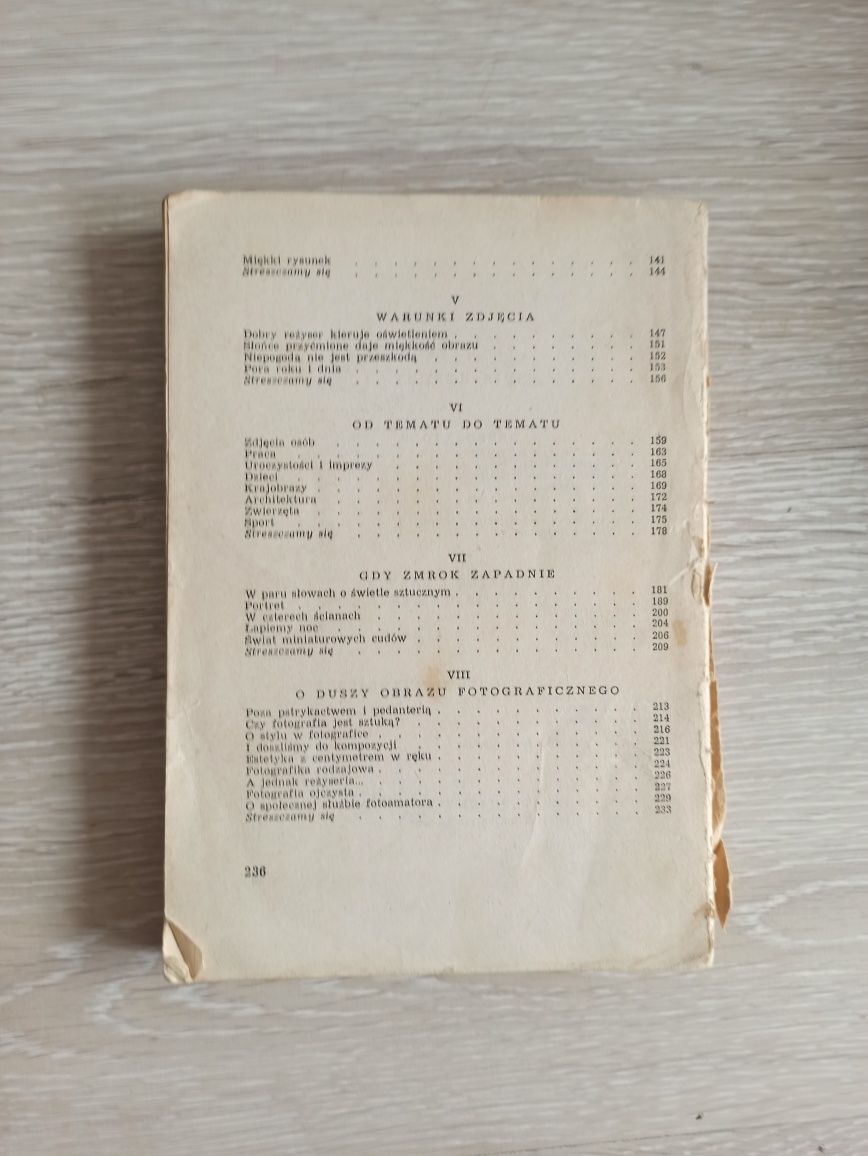 Miękki rysunek . . . . . . . . . . . . . . . 141
Streszczamy się . . . . . . . . . . . . . . . 144
V
WARUNKI ZDJĘCIA
Dobry reżyser kieruje oświetleniem . . . . . . . . . . 147
Słońce przyćmione daje miękkość obrazu . . . . . . . . 151
Niepogoda nie jest przeszkodą . . . . . . . . . . . 152
Pora roku i dnia . . . . . . . . . . . . . . . 153
Streszczamy się . . . . . . . . . . . . . . . 156
VI
OD TEMATU DO TEMATU
Zdjęcia osób . . . . . . . . . . . . . . . . 159
Praca . . . . . . . . . . . . . . . . . . 163
Uroczystości i imprezy . . . . . . . . . . . . . 165
Dzieci . . . . . . . . . . . . . . . . . . 168
Krajobrazy . . . . . . . . . . . . . . . . . 169
Architektura . . . . . . . . . . . . . . . . 172
Zwierzęta . . . . . . . . . . . . . . . . . 174
Sport . . . . . . . . . . . . . . . . . . 175
Streszczamy się . . . . . . . . . . . . . . . 178
VII
GDY ZMROK ZAPADNIE
W paru słowach o świetle sztucznym . . . . . . . . . . 181
Portret . . . . . . . . . . . . . . . . . . 189
W czterech ścianach . . . . . . . . . . . . . . 200
Łapiemy noc . . . . . . . . . . . . . . . . 204
Świat miniaturowych cudów . . . . . . . . . . . . 206
Streszczamy się . . . . . . . . . . . . . . . 209
VIII
O DUSZY OBRAZU FOTOGRAFICZNEGO
Poza pstrykactwem i pedanterią . . . . . . . . . . . 213
Czy fotografia jest sztuką? . . . . . . . . . . . . 214
O stylu w fotografice . . . . . . . . . . . . . . 216
I doszliśmy do kompozycji . . . . . . . . . . . . 221
Estetyka z centymetrem w ręku . . . . . . . . . . . 223
Fotografika rodzajowa . . . . . . . . . . . . . . 224
A jednak reżyseria... . . . . . . . . . . . . . . 226
Fotografia ojczysta . . . . . . . . . . . . . . . 227
O społecznej służbie fotoamatora . . . . . . . . . . . 229
Streszczamy się . . . . . . . . . . . . . . . 233
236